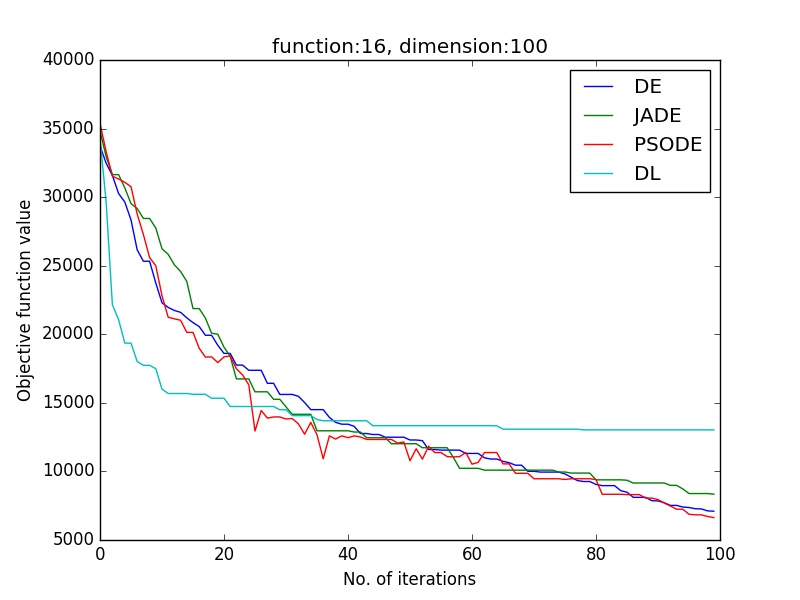 function:16, dimension:100
40000
35000
30000
25000
20000
15000
10000
5000
Objective function value
DE
JADE
PSODE
DL
0 20 40 60 80 100
No. of iterations